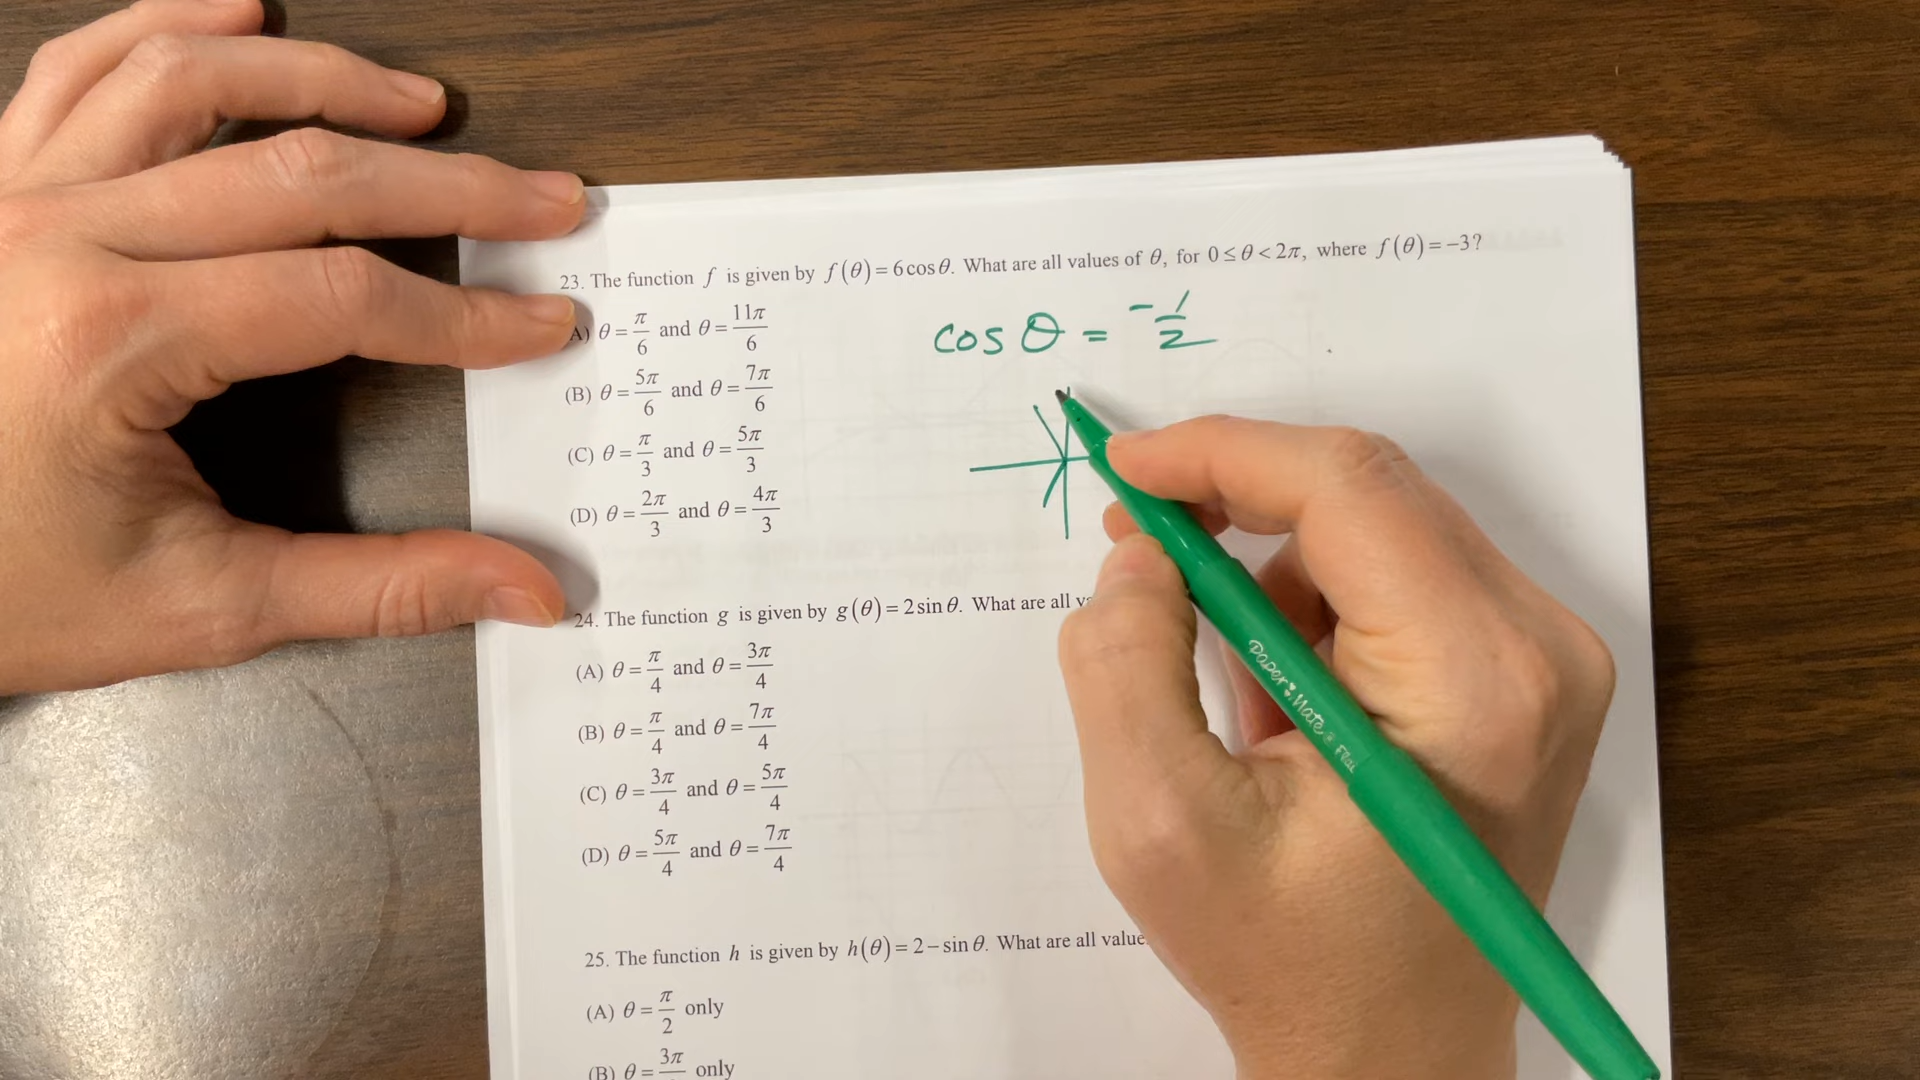 23. The function f is given by f(θ) = 6 cos θ. What are all values of θ, for 0 ≤ θ < 2π, where f(θ) = −3?
A) θ = π/6 and θ = 11π/6
(B) θ = 5π/6 and θ = 7π/6
(C) θ = π/3 and θ = 5π/3
(D) θ = 2π/3 and θ = 4π/3
cos θ = -1/2
24. The function g is given by g(θ) = 2 sin θ. What are all
(A) θ = π/4 and θ = 3π/4
(B) θ = π/4 and θ = 7π/4
(C) θ = 3π/4 and θ = 5π/4
(D) θ = 5π/4 and θ = 7π/4
25. The function h is given by h(θ) = 2 − sin θ. What are all value
(A) θ = π/2 only
(B) θ = 3π only
Paper Mate Flair